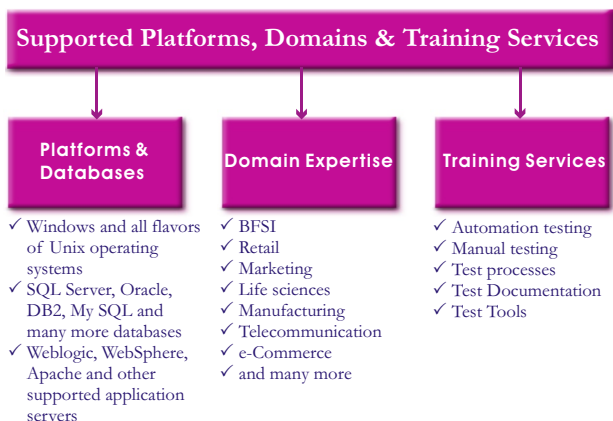 Supported Platforms, Domains & Training Services
Platforms &
Databases
✓ Windows and all flavors
of Unix operating
systems
✓ SQL Server, Oracle,
DB2, My SQL and
many more databases
✓ Weblogic, WebSphere,
Apache and other
supported application
servers
Domain Expertise
✓ BFSI
✓ Retail
✓ Marketing
✓ Life sciences
✓ Manufacturing
✓ Telecommunication
✓ e-Commerce
✓ and many more
Training Services
✓ Automation testing
✓ Manual testing
✓ Test processes
✓ Test Documentation
✓ Test Tools